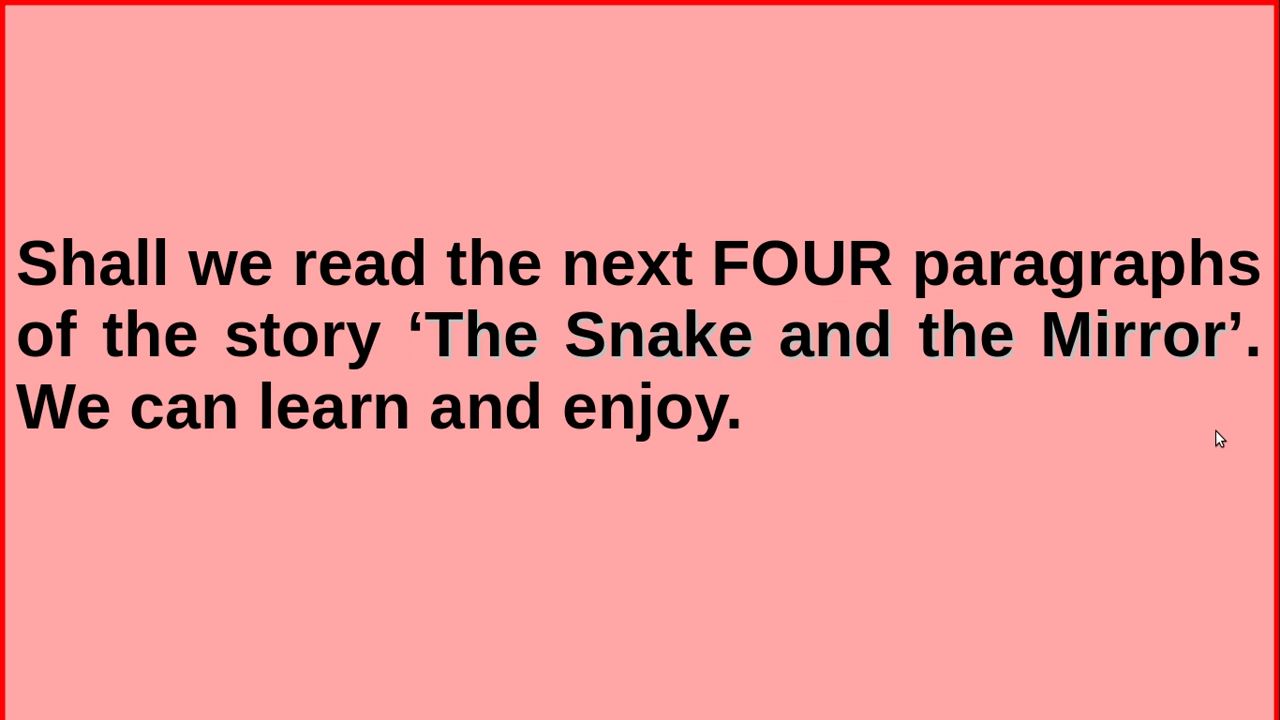 Shall we read the next FOUR paragraphs
of the story ‘The Snake and the Mirror’.
We can learn and enjoy.